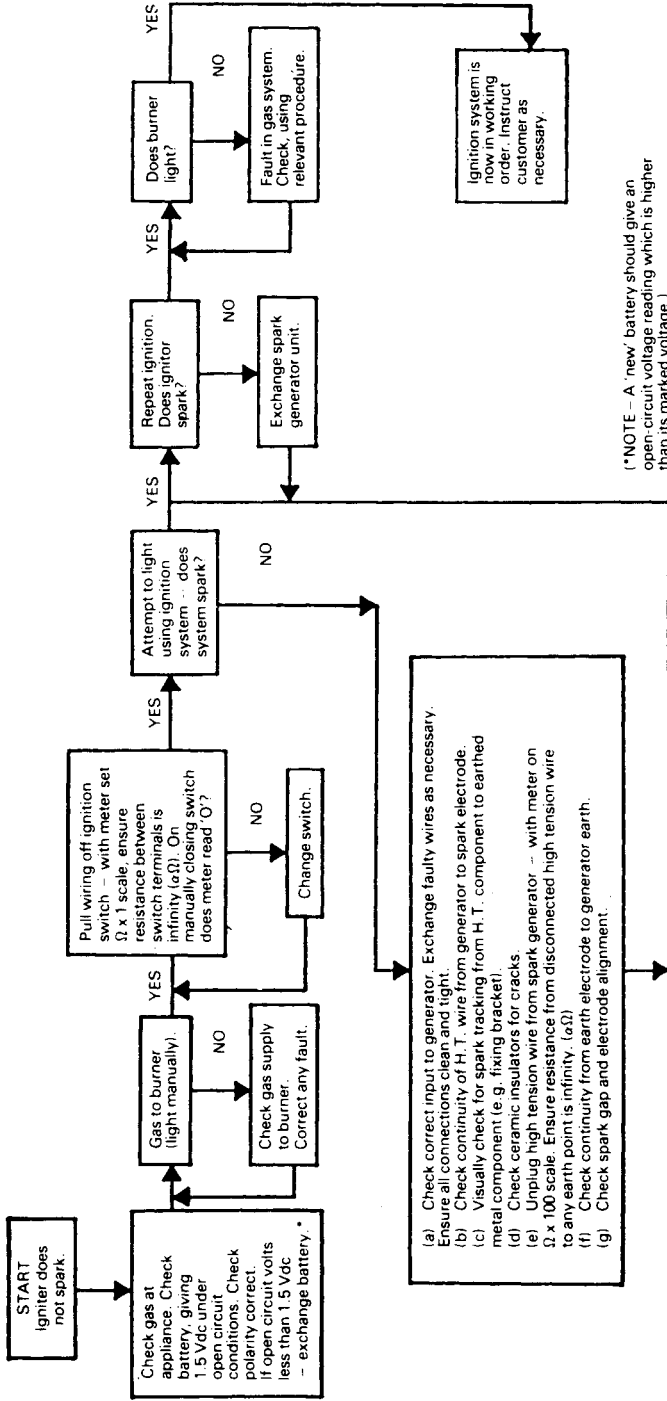 START
Igniter does
not spark.
Check gas at
appliance. Check
battery, giving
1.5 Vdc under
open circuit
conditions. Check
polarity correct.
If open circuit volts
less than 1.5 Vdc
– exchange battery.*
Gas to burner
(light manually).
NO
Check gas supply
to burner.
Correct any fault.
YES
Pull wiring off ignition
switch – with meter set
Ω x 1 scale, ensure
resistance between
switch terminals is
infinity (αΩ). On
manually closing switch
does meter read 'O'?
NO
Change switch.
YES
Attempt to light
using ignition
system – does
system spark?
NO
YES
Repeat ignition.
Does ignitor
spark?
NO
Exchange spark
generator unit.
YES
Does burner
light?
NO
Fault in gas system.
Check, using
relevant procedure.
YES
Ignition system is
now in working
order. Instruct
customer as
necessary.
(a) Check correct input to generator. Exchange faulty wires as necessary.
Ensure all connections clean and tight.
(b) Check continuity of H.T. wire from generator to spark electrode.
(c) Visually check for spark tracking from H.T. component to earthed
metal component (e.g. fixing bracket).
(d) Check ceramic insulators for cracks.
(e) Unplug high tension wire from spark generator – with meter on
Ω x 100 scale. Ensure resistance from disconnected high tension wire
to any earth point is infinity. (αΩ)
(f) Check continuity from earth electrode to generator earth.
(g) Check spark gap and electrode alignment.
(*NOTE – A 'new' battery should give an
open-circuit voltage reading which is higher
than its marked voltage.)